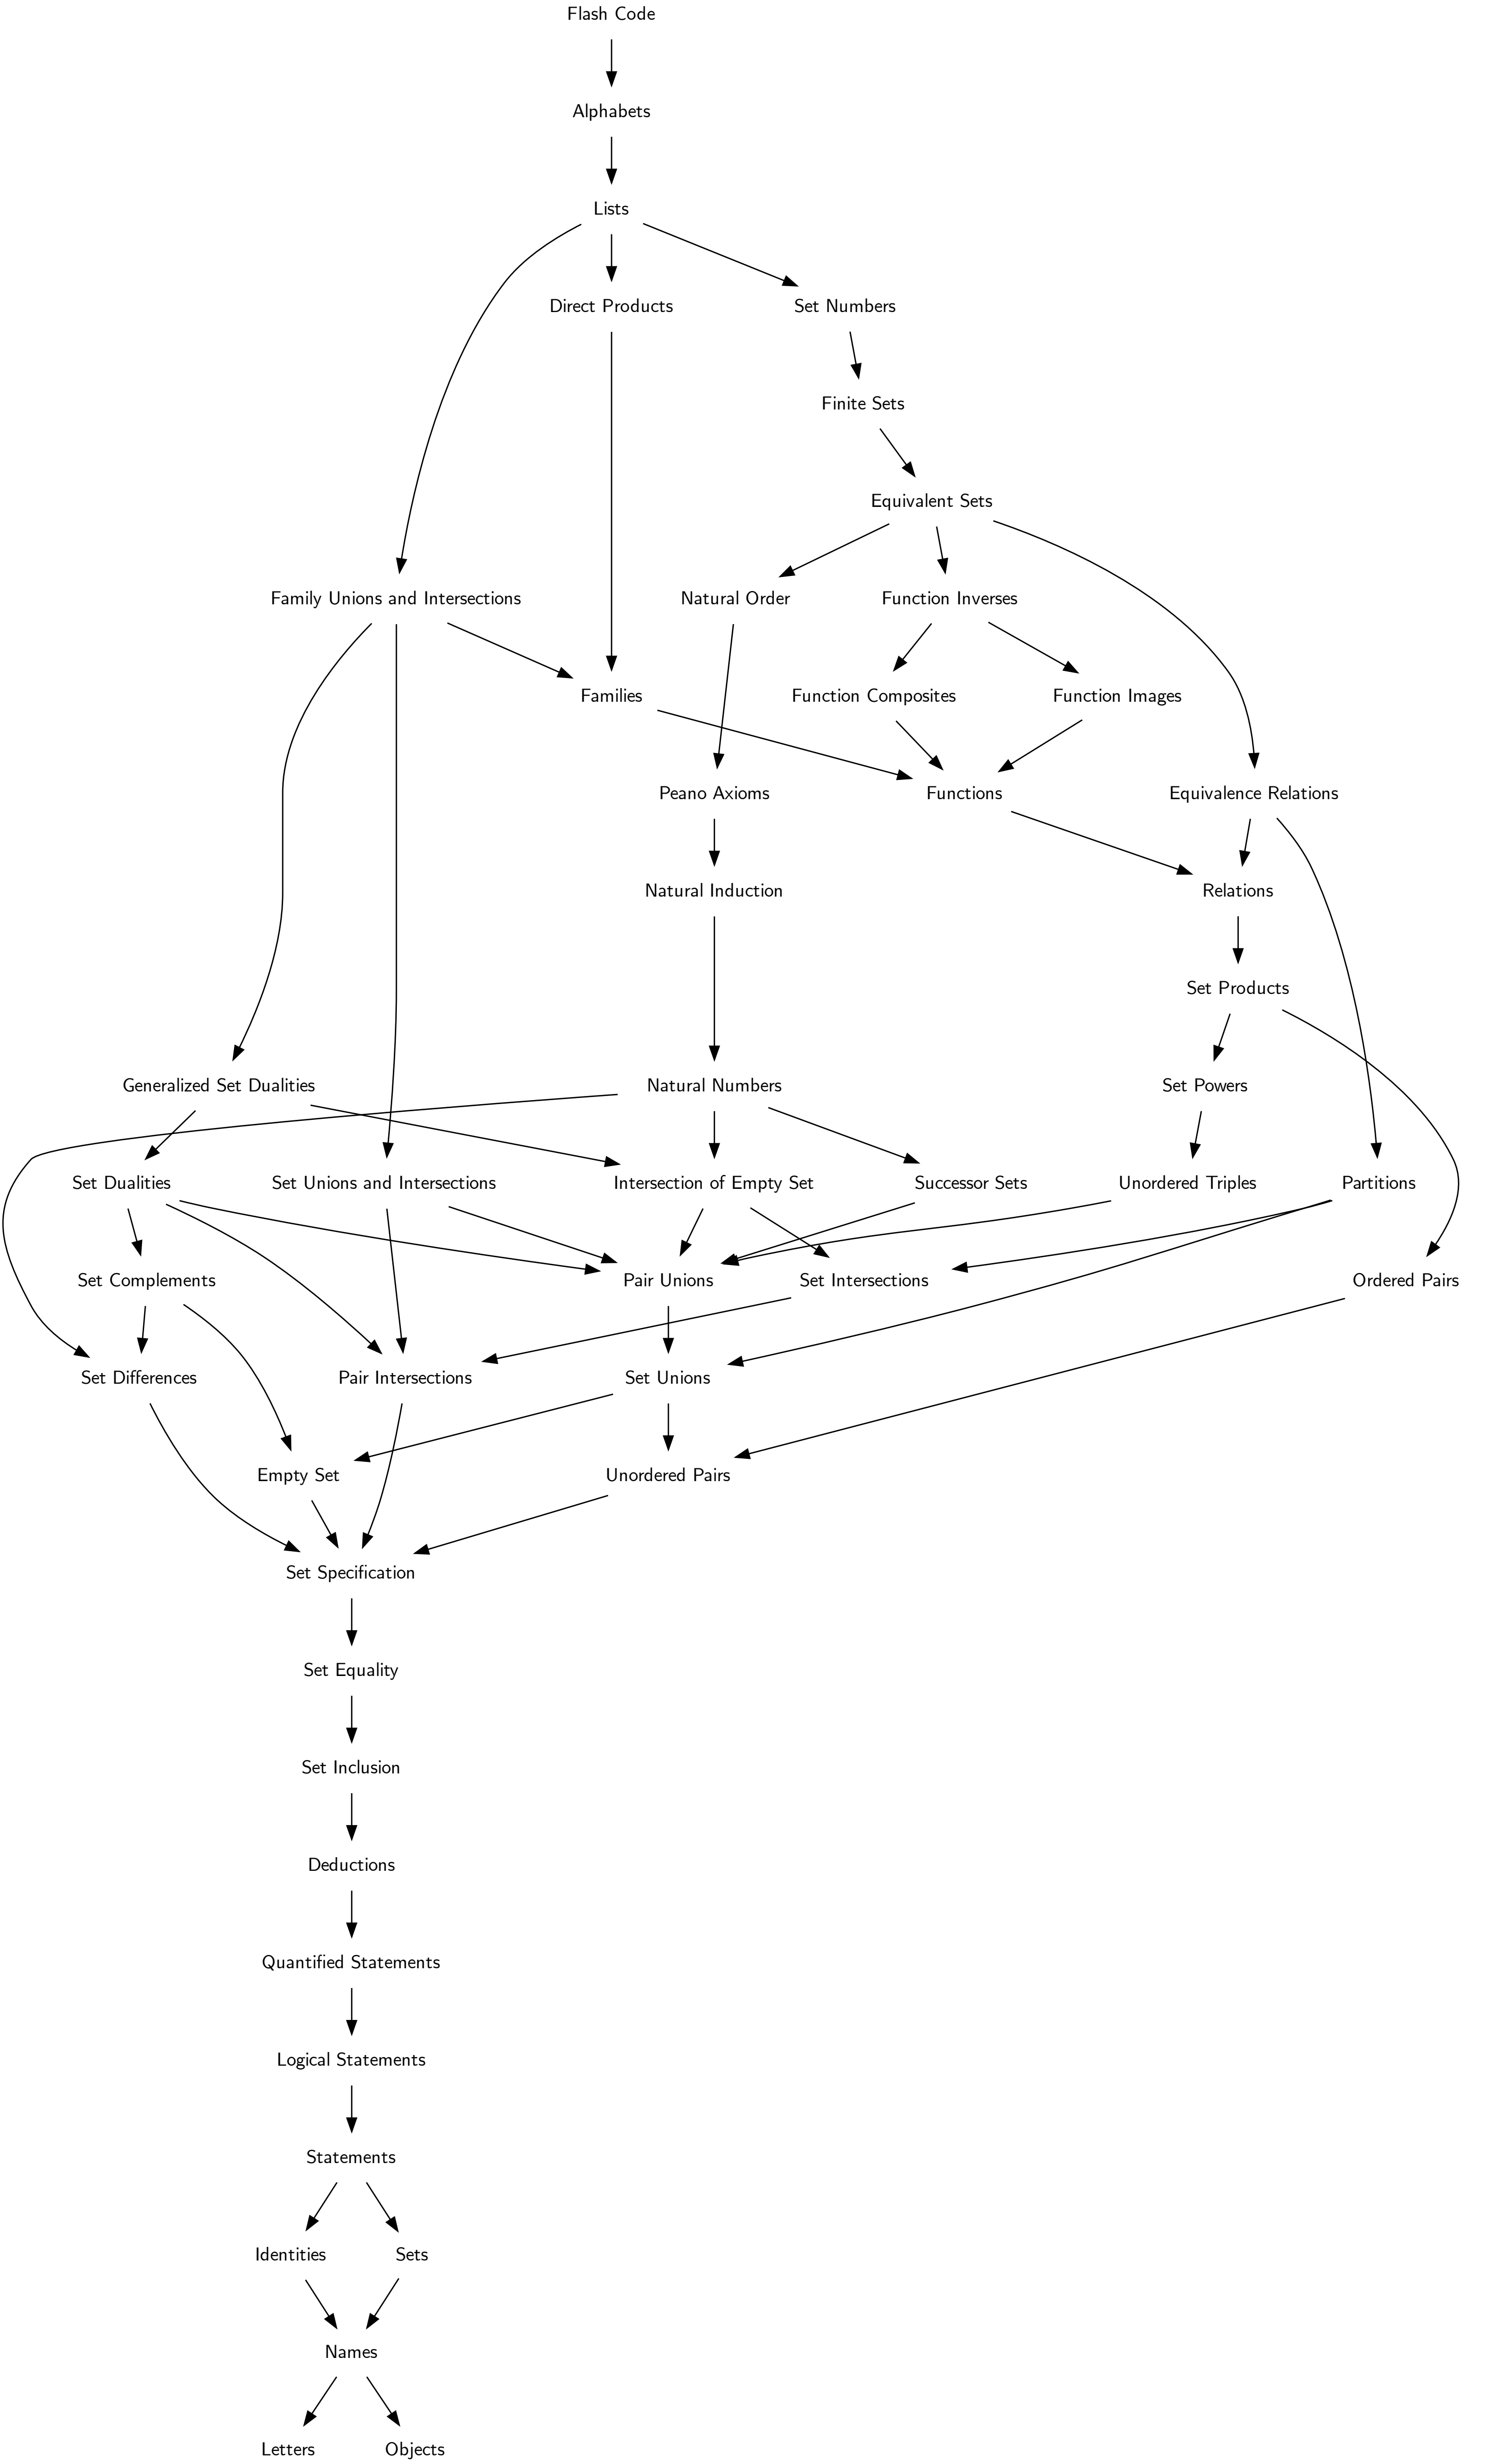 Flash Code
Alphabets
Lists
Direct Products
Set Numbers
Finite Sets
Equivalent Sets
Family Unions and Intersections
Natural Order
Function Inverses
Families
Function Composites
Function Images
Peano Axioms
Functions
Equivalence Relations
Natural Induction
Relations
Set Products
Generalized Set Dualities
Natural Numbers
Set Powers
Set Dualities
Set Unions and Intersections
Intersection of Empty Set
Successor Sets
Unordered Triples
Partitions
Set Complements
Pair Unions
Set Intersections
Ordered Pairs
Set Differences
Pair Intersections
Set Unions
Empty Set
Unordered Pairs
Set Specification
Set Equality
Set Inclusion
Deductions
Quantified Statements
Logical Statements
Statements
Identities
Sets
Names
Letters
Objects